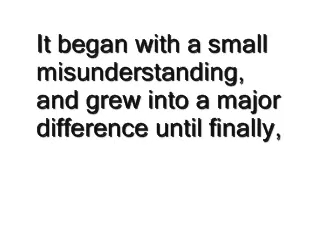 It began with a small
misunderstanding,
and grew into a major
difference until finally,